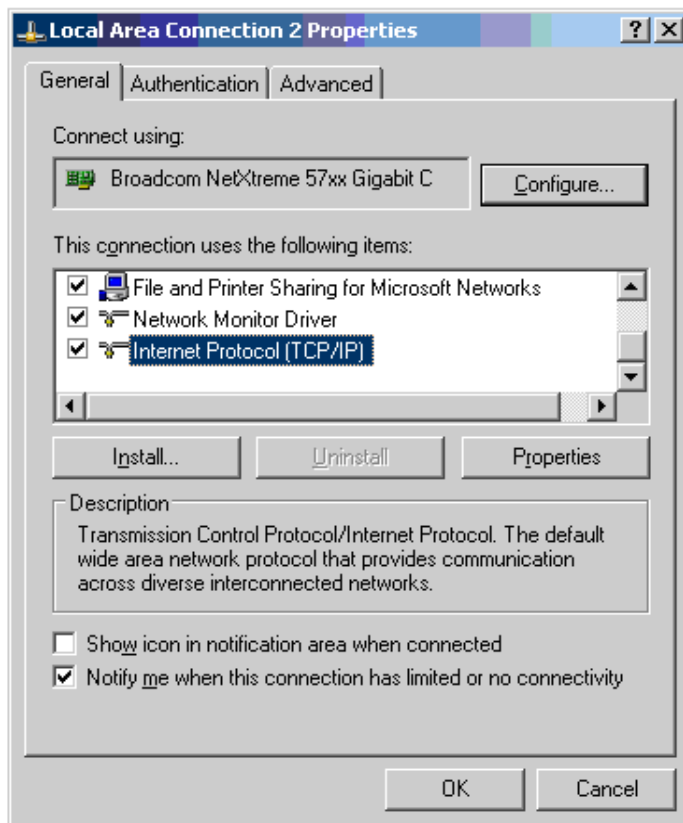 Local Area Connection 2 Properties
General
Authentication
Advanced
Connect using:
Broadcom NetXtreme 57xx Gigabit C
Configure...
This connection uses the following items:
File and Printer Sharing for Microsoft Networks
Network Monitor Driver
Internet Protocol (TCP/IP)
Install...
Uninstall
Properties
Description
Transmission Control Protocol/Internet Protocol. The default
wide area network protocol that provides communication
across diverse interconnected networks.
Show icon in notification area when connected
Notify me when this connection has limited or no connectivity
OK
Cancel